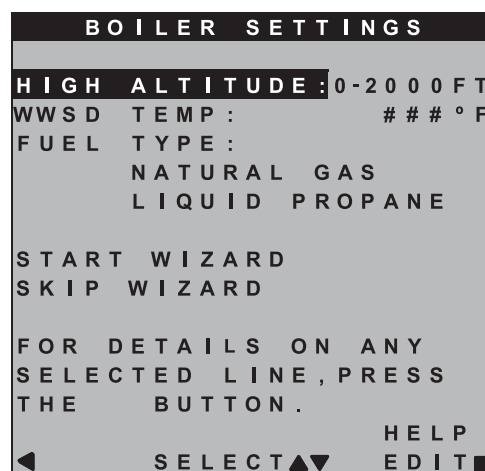 BOILER SETTINGS
HIGH ALTITUDE:0-2000FT
WWSD TEMP: ###ºF
FUEL TYPE:
NATURAL GAS
LIQUID PROPANE
START WIZARD
SKIP WIZARD
FOR DETAILS ON ANY
SELECTED LINE,PRESS
THE BUTTON.
HELP
◀ SELECT▲▼ EDIT■